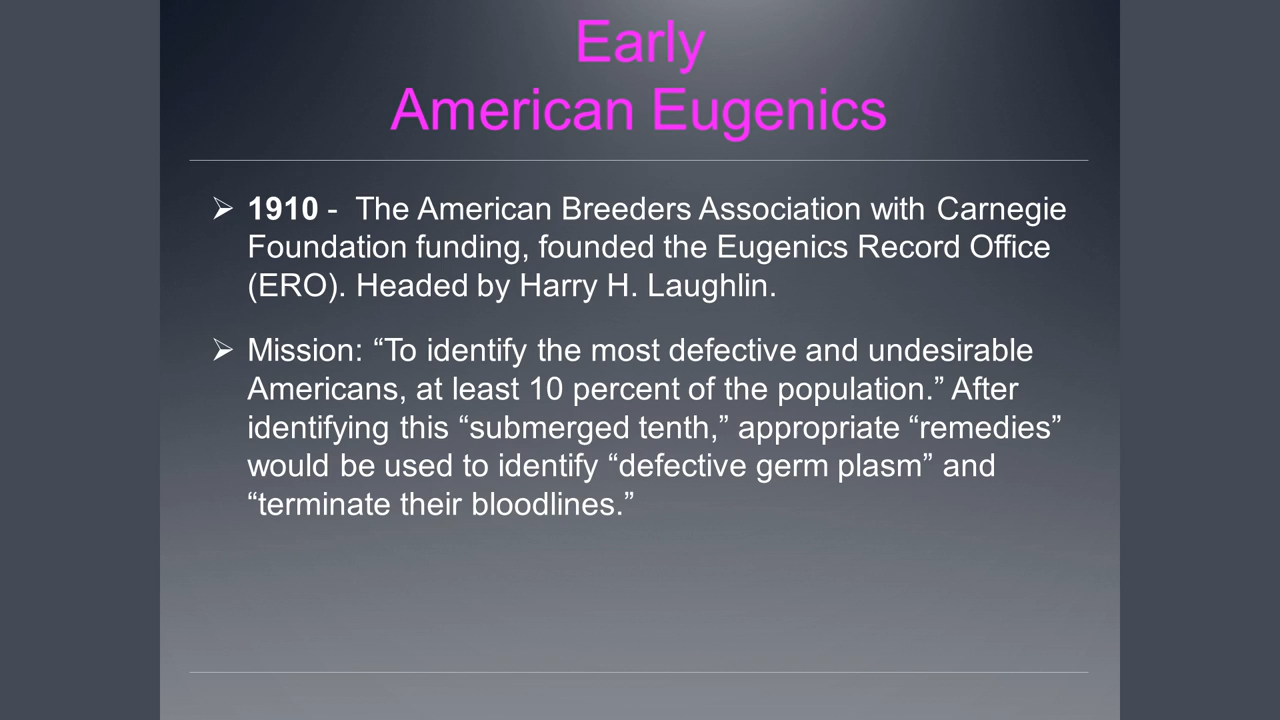 Early
American Eugenics
➢ 1910 - The American Breeders Association with Carnegie
Foundation funding, founded the Eugenics Record Office
(ERO). Headed by Harry H. Laughlin.
➢ Mission: “To identify the most defective and undesirable
Americans, at least 10 percent of the population.” After
identifying this “submerged tenth,” appropriate “remedies”
would be used to identify “defective germ plasm” and
“terminate their bloodlines.”